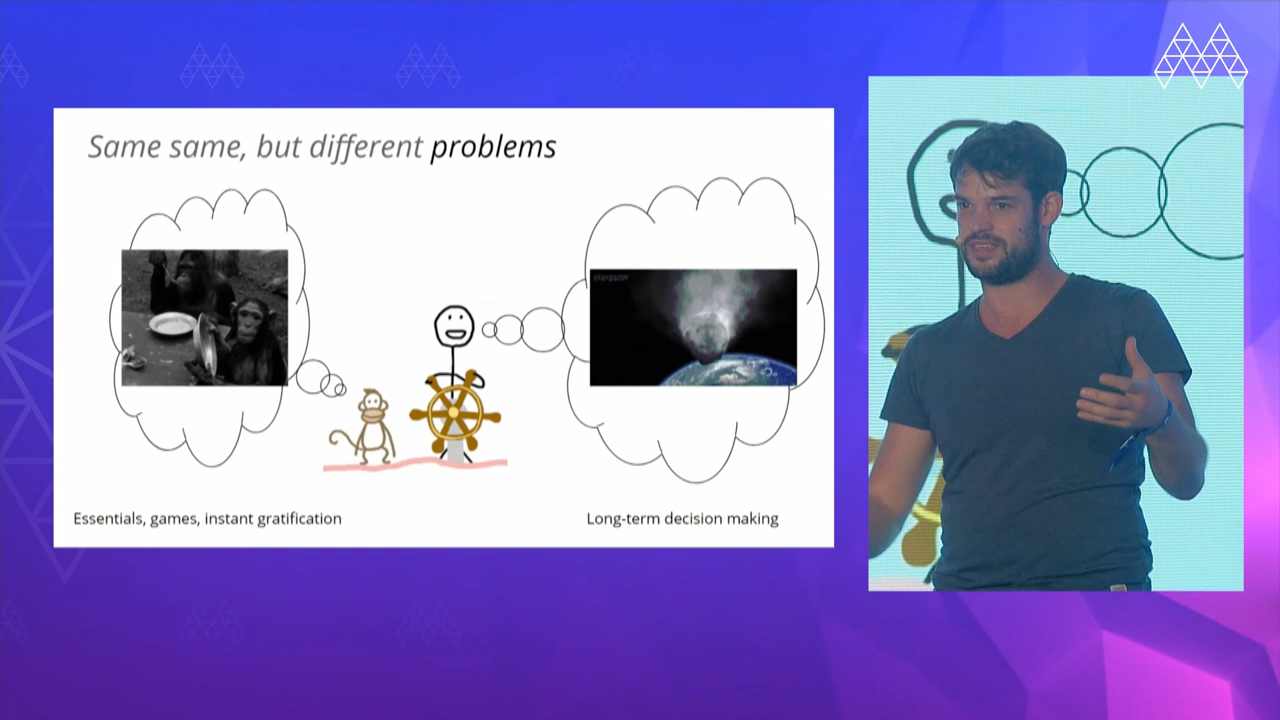 Same same, but different problems
Essentials, games, instant gratification
Long-term decision making